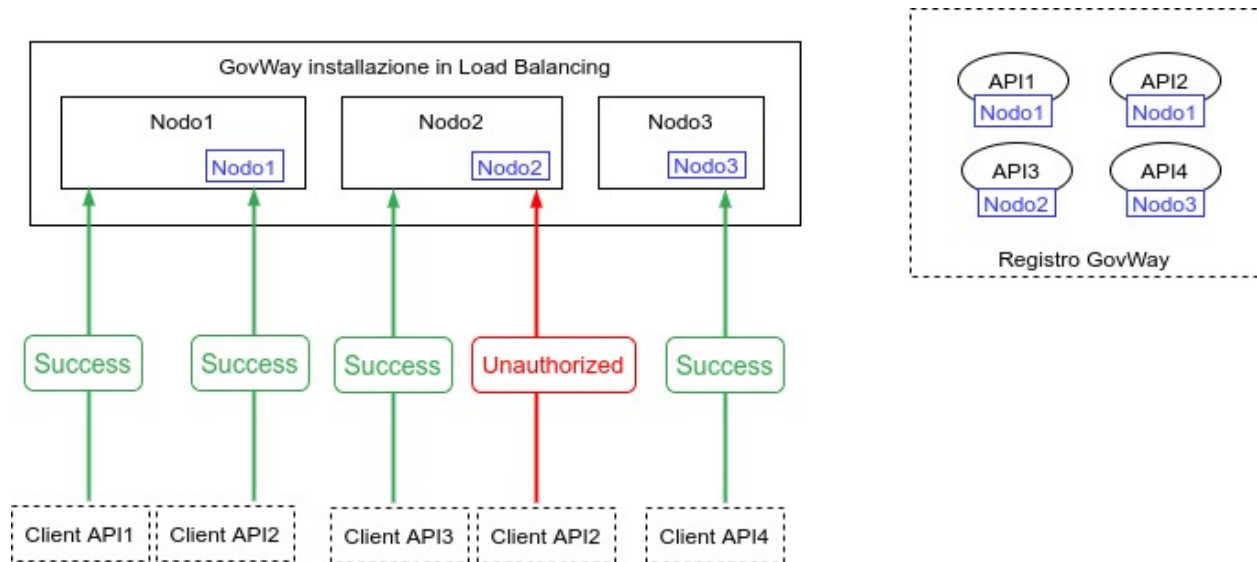 GovWay installazione in Load Balancing
Nodo1
Nodo1
Nodo2
Nodo2
Nodo3
Nodo3
API1
Nodo1
API2
Nodo1
API3
Nodo2
API4
Nodo3
Registro GovWay
Success
Success
Success
Unauthorized
Success
Client API1
Client API2
Client API3
Client API2
Client API4